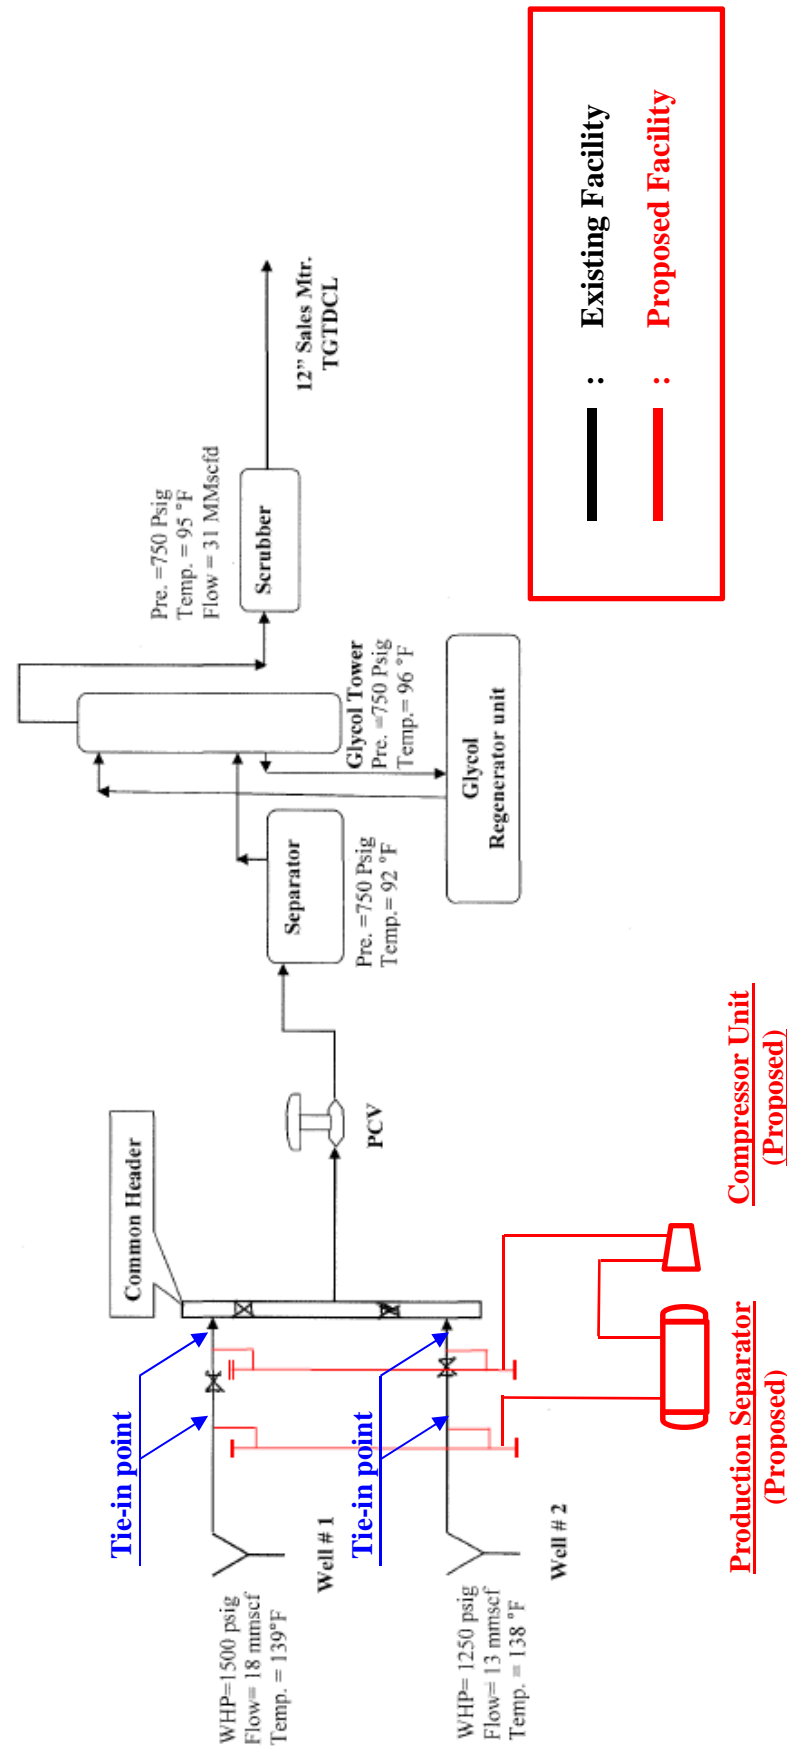 WHP=1500 psig
Flow= 18 mmscf
Temp. = 139°F
Well # 1
Tie-in point
WHP= 1250 psig
Flow= 13 mmscf
Temp. = 138 °F
Well # 2
Tie-in point
Common Header
PCV
Separator
Pre. =750 Psig
Temp.= 92 °F
Glycol Tower
Pre. =750 Psig
Temp.= 96 °F
Glycol
Regenerator unit
Pre. =750 Psig
Temp. = 95 °F
Flow = 31 MMscfd
Scrubber
12” Sales Mtr.
TGTDCL
Production Separator
(Proposed)
Compressor Unit
(Proposed)
: Existing Facility
: Proposed Facility